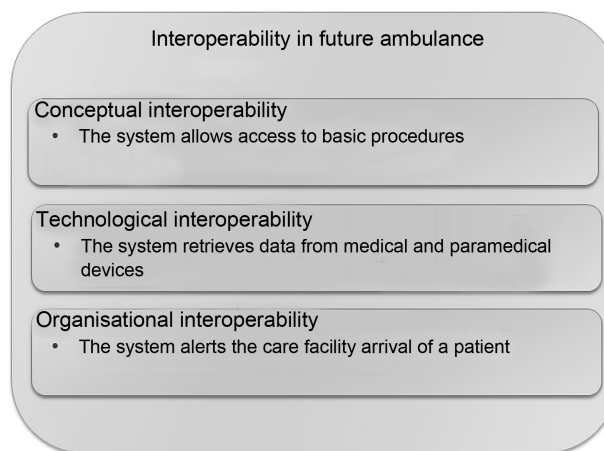 Interoperability in future ambulance
Conceptual interoperability
• The system allows access to basic procedures
Technological interoperability
• The system retrieves data from medical and paramedical
devices
Organisational interoperability
• The system alerts the care facility arrival of a patient